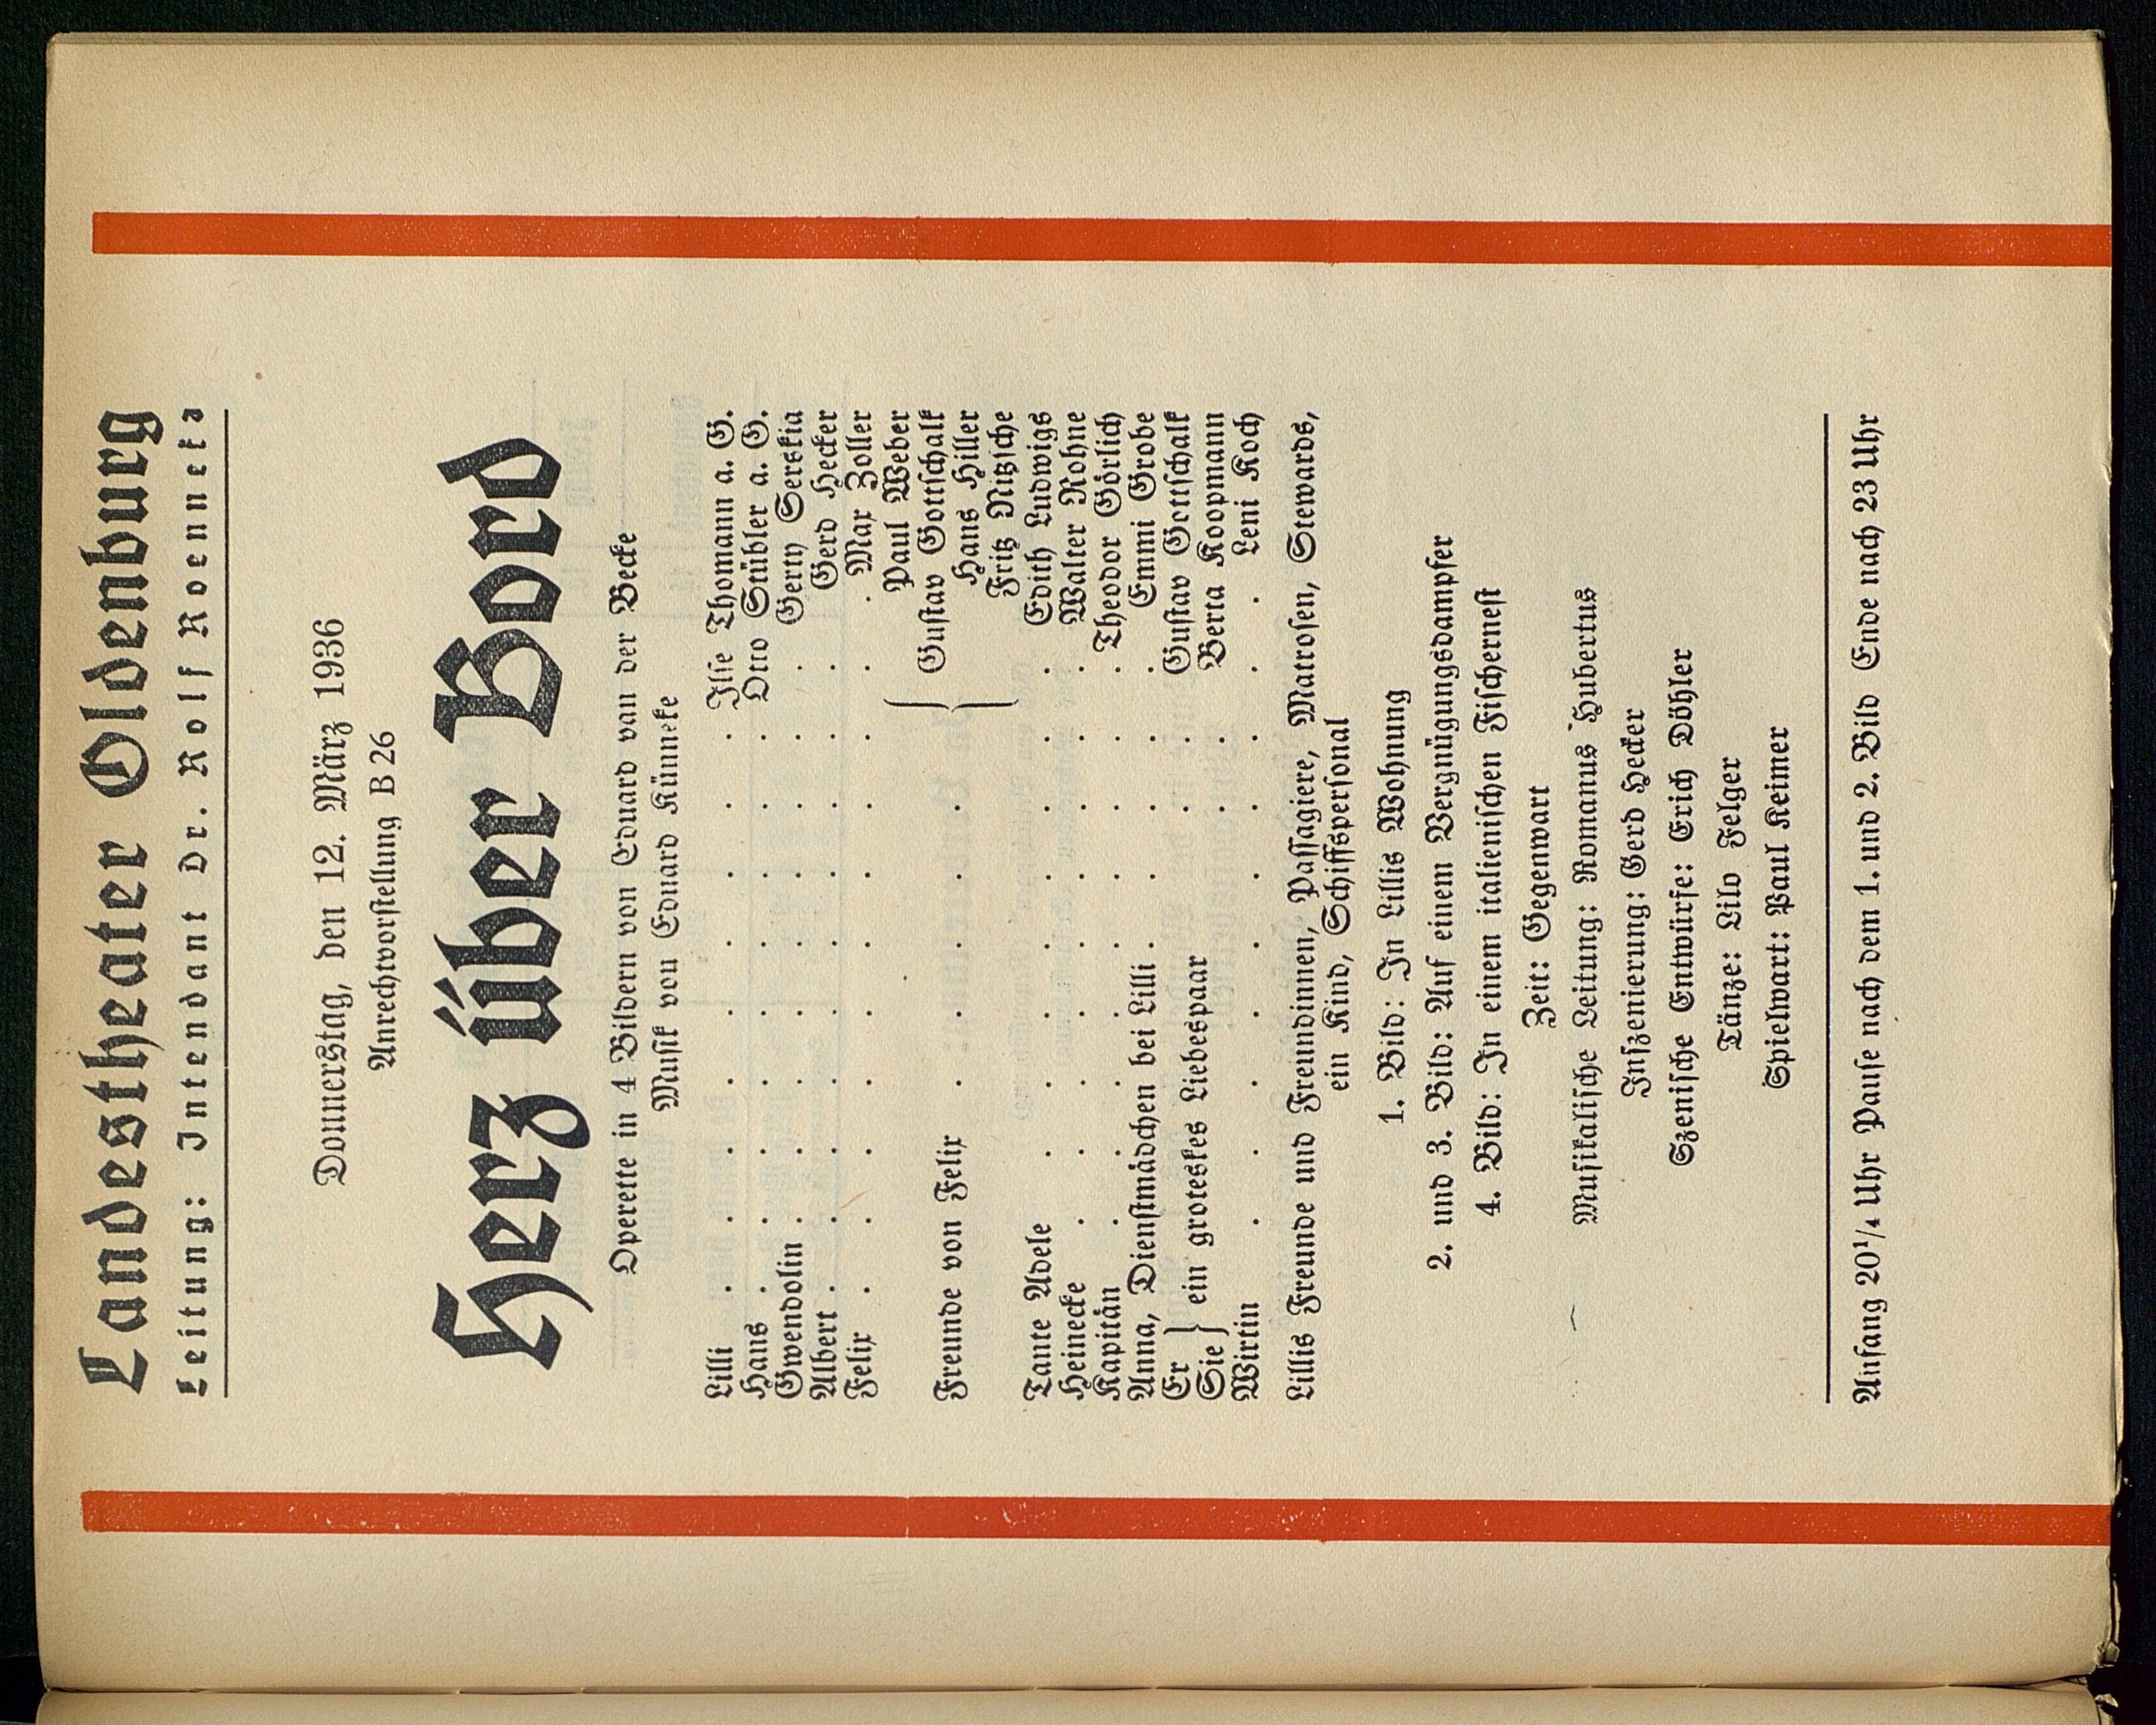 Landestheater Oldenburg
Leitung: Intendant Dr. Rolf Roenneke
Donnerstag, den 12. März 1936
Anrechtvorstellung B 26
Herz über Bord
Operette in 4 Bildern von Eduard van der Becke
Musik von Eduard Künneke
Lilli . . . . . . . . . Ilse Thomann a. G.
Hans . . . . . . . . . Otto Stübler a. G.
Gwendolin . . . . . . . . . Gerty Serskia
Albert . . . . . . . . . . Gerd Hecker
Felix . . . . . . . . . . . Max Zoller
Freunde von Felix . . . . . { Paul Weber
Gustav Gottschalk
Hans Hiller
Fritz Nitzsche
Tante Adele . . . . . . . . Edith Ludwigs
Heinecke . . . . . . . . . Walter Rohne
Kapitän . . . . . . . . . Theodor Görlich
Anna, Dienstmädchen bei Lilli . . . . . Emmi Grobe
Er } ein groteskes Liebespaar . . Gustav Gottschalk
Sie } . . Berta Koopmann
Wirtin . . . . . . . . . . Leni Koch
Lillis Freunde und Freundinnen, Passagiere, Matrosen, Stewards,
ein Kind, Schiffspersonal
1. Bild: In Lillis Wohnung
2. und 3. Bild: Auf einem Vergnügungsdampfer
4. Bild: In einem italienischen Fischernest
Zeit: Gegenwart
Musikalische Leitung: Romanus Hubertus
Inszenierung: Gerd Hecker
Szenische Entwürfe: Erich Döhler
Tänze: Lilo Felger
Spielwart: Paul Keimer
Anfang 20¼ Uhr Pause nach dem 1. und 2. Bild Ende nach 23 Uhr